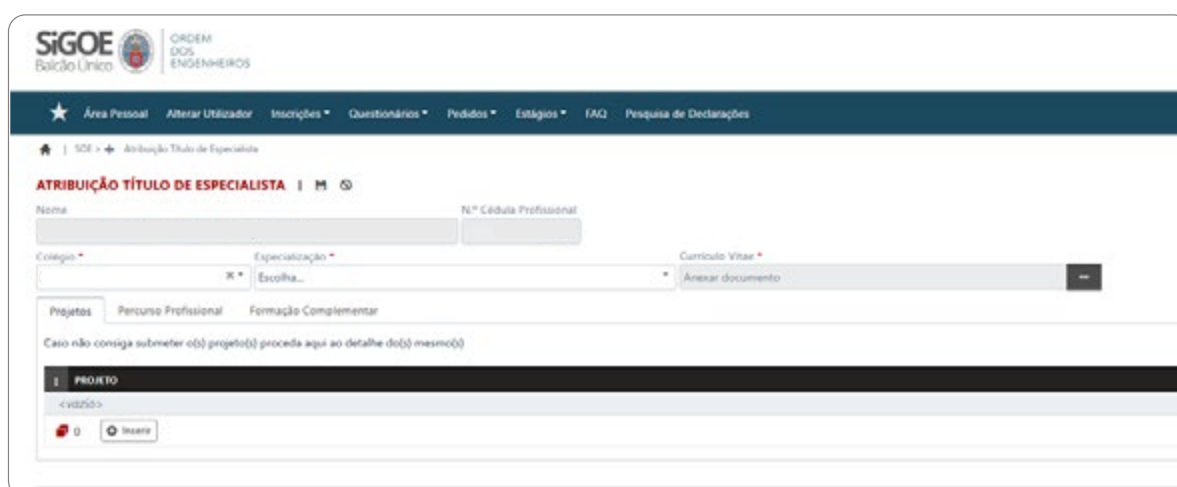 SiGOE
Balcão Único
ORDEM
DOS
ENGENHEIROS
Área Pessoal Alterar Utilizador Inscrições Questionários Pedidos Estágios FAQ Pesquisa de Declarações
| SOE > Atribuição Título de Especialista
ATRIBUIÇÃO TÍTULO DE ESPECIALISTA |
Nome N.º Cédula Profissional
Colégio * Especialização * Currículo Vitae *
Escolha... Anexar documento
Projetos Percurso Profissional Formação Complementar
Caso não consiga submeter o(s) projeto(s) proceda aqui ao detalhe do(s) mesmo(s)
PROJETO
<vazio>
0 Inserir